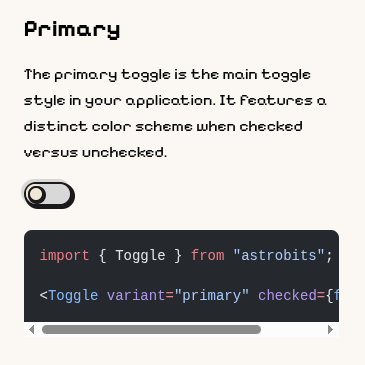 Primary
The primary toggle is the main toggle
style in your application. It features a
distinct color scheme when checked
versus unchecked.
import { Toggle } from "astrobits";
<Toggle variant="primary" checked={f